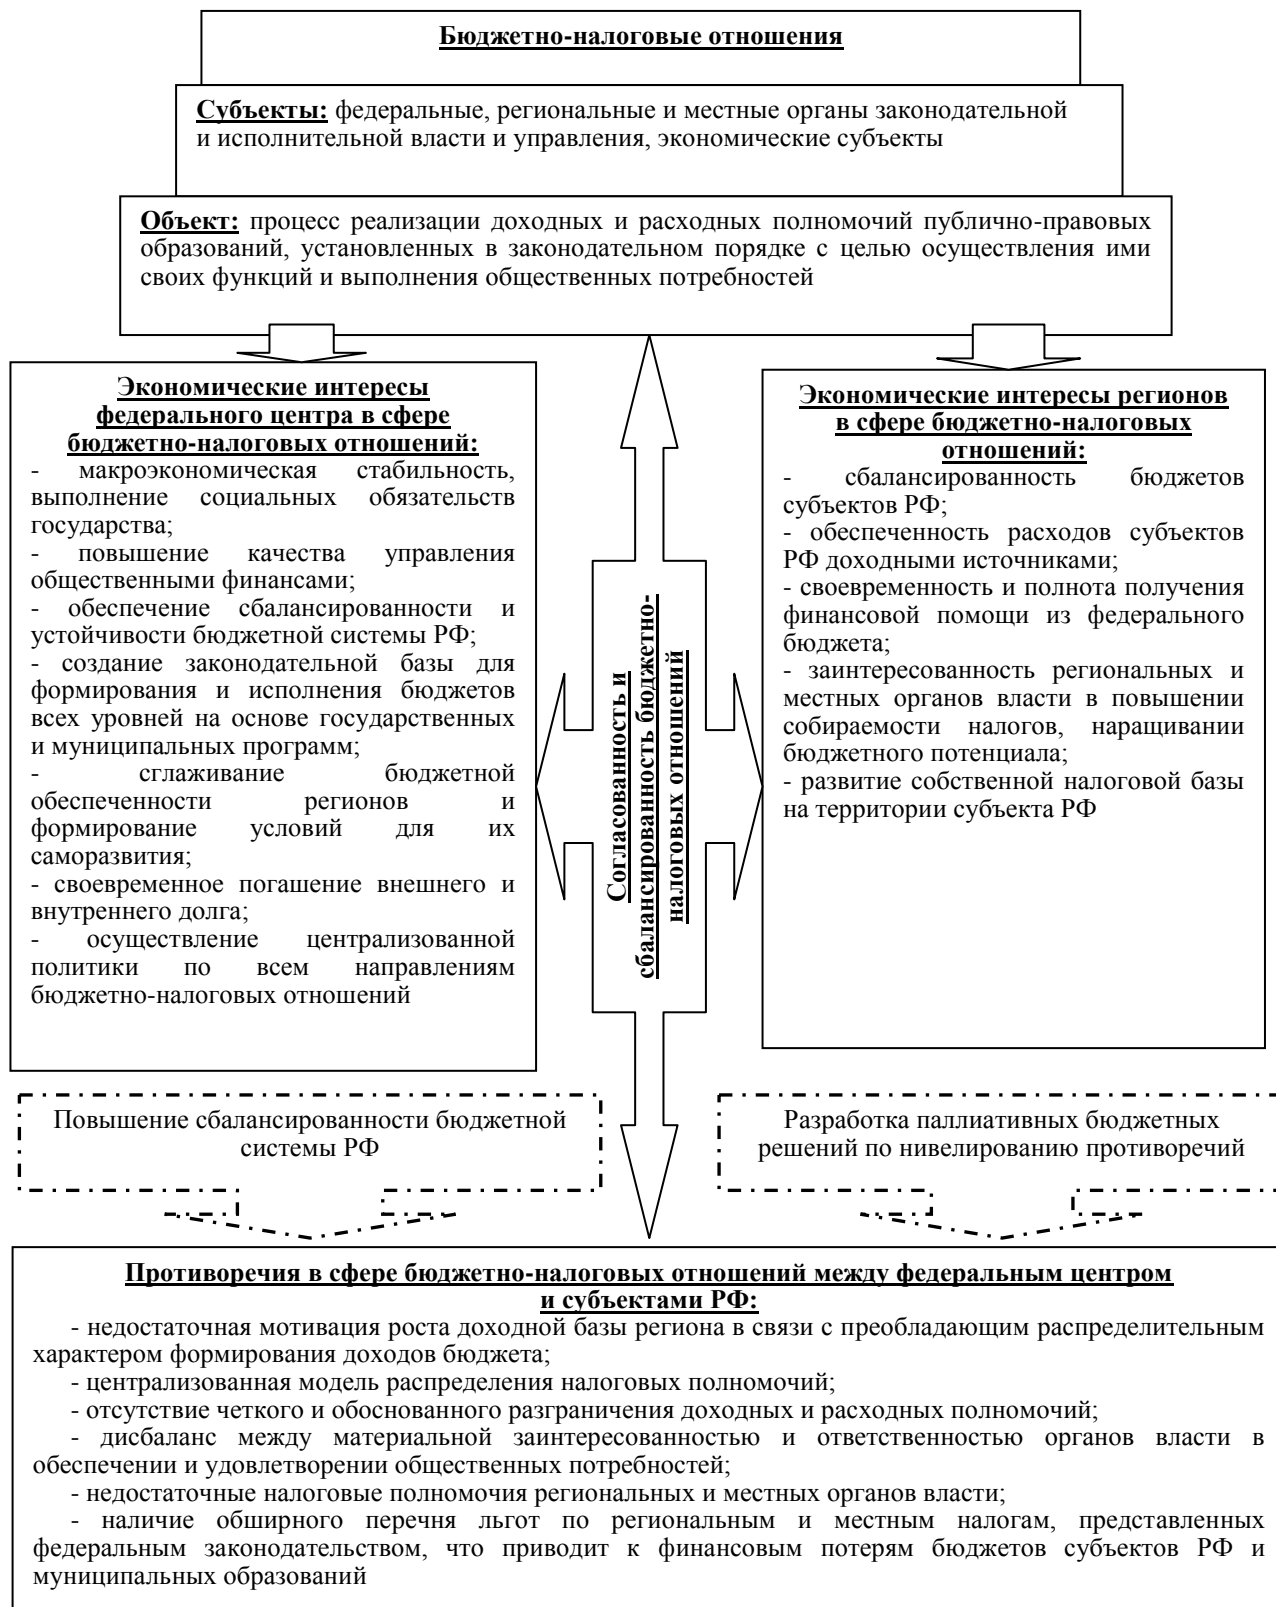 Бюджетно-налоговые отношения
Субъекты: федеральные, региональные и местные органы законодательной
и исполнительной власти и управления, экономические субъекты
Объект: процесс реализации доходных и расходных полномочий публично-правовых
образований, установленных в законодательном порядке с целью осуществления ими
своих функций и выполнения общественных потребностей
Экономические интересы
федерального центра в сфере
бюджетно-налоговых отношений:
- макроэкономическая стабильность,
выполнение социальных обязательств
государства;
- повышение качества управления
общественными финансами;
- обеспечение сбалансированности и
устойчивости бюджетной системы РФ;
- создание законодательной базы для
формирования и исполнения бюджетов
всех уровней на основе государственных
и муниципальных программ;
- сглаживание бюджетной
обеспеченности регионов и
формирование условий для их
саморазвития;
- своевременное погашение внешнего и
внутреннего долга;
- осуществление централизованной
политики по всем направлениям
бюджетно-налоговых отношений
Согласованность и
сбалансированность бюджетно-
налоговых отношений
Экономические интересы регионов
в сфере бюджетно-налоговых
отношений:
- сбалансированность бюджетов
субъектов РФ;
- обеспеченность расходов субъектов
РФ доходными источниками;
- своевременность и полнота получения
финансовой помощи из федерального
бюджета;
- заинтересованность региональных и
местных органов власти в повышении
собираемости налогов, наращивании
бюджетного потенциала;
- развитие собственной налоговой базы
на территории субъекта РФ
Повышение сбалансированности бюджетной
системы РФ
Разработка паллиативных бюджетных
решений по нивелированию противоречий
Противоречия в сфере бюджетно-налоговых отношений между федеральным центром
и субъектами РФ:
- недостаточная мотивация роста доходной базы региона в связи с преобладающим распределительным
характером формирования доходов бюджета;
- централизованная модель распределения налоговых полномочий;
- отсутствие четкого и обоснованного разграничения доходных и расходных полномочий;
- дисбаланс между материальной заинтересованностью и ответственностью органов власти в
обеспечении и удовлетворении общественных потребностей;
- недостаточные налоговые полномочия региональных и местных органов власти;
- наличие обширного перечня льгот по региональным и местным налогам, представленных
федеральным законодательством, что приводит к финансовым потерям бюджетов субъектов РФ и
муниципальных образований